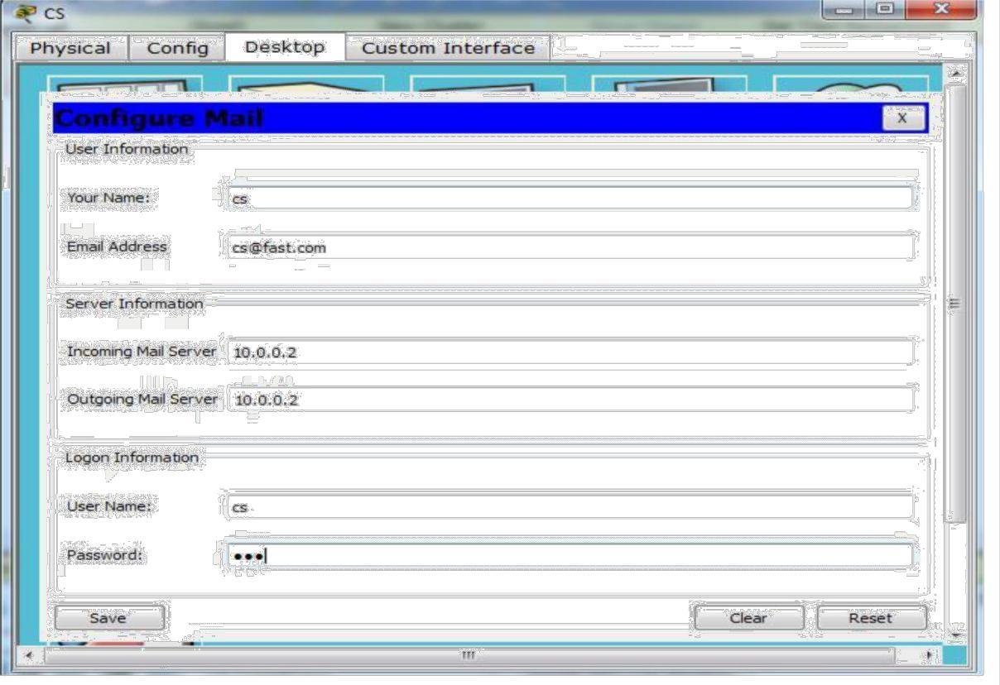 CS
Physical Config Desktop Custom Interface
Configure Mail X
User Information
Your Name: cs
Email Address cs@fast.com
Server Information
Incoming Mail Server 10.0.0.2
Outgoing Mail Server 10.0.0.2
Logon Information
User Name: cs
Password: •••
Save Clear Reset